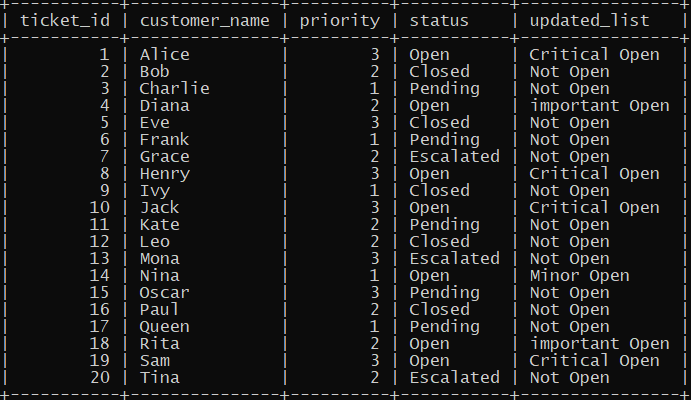 +-----------+---------------+----------+-----------+----------------+
| ticket_id | customer_name | priority | status    | updated_list   |
+-----------+---------------+----------+-----------+----------------+
|         1 | Alice         |        3 | Open      | Critical Open  |
|         2 | Bob           |        2 | Closed    | Not Open       |
|         3 | Charlie       |        1 | Pending   | Not Open       |
|         4 | Diana         |        2 | Open      | important Open |
|         5 | Eve           |        3 | Closed    | Not Open       |
|         6 | Frank         |        1 | Pending   | Not Open       |
|         7 | Grace         |        2 | Escalated | Not Open       |
|         8 | Henry         |        3 | Open      | Critical Open  |
|         9 | Ivy           |        1 | Closed    | Not Open       |
|        10 | Jack          |        3 | Open      | Critical Open  |
|        11 | Kate          |        2 | Pending   | Not Open       |
|        12 | Leo           |        2 | Closed    | Not Open       |
|        13 | Mona          |        3 | Escalated | Not Open       |
|        14 | Nina          |        1 | Open      | Minor Open     |
|        15 | Oscar         |        3 | Pending   | Not Open       |
|        16 | Paul          |        2 | Closed    | Not Open       |
|        17 | Queen         |        1 | Pending   | Not Open       |
|        18 | Rita          |        2 | Open      | important Open |
|        19 | Sam           |        3 | Open      | Critical Open  |
|        20 | Tina          |        2 | Escalated | Not Open       |
+-----------+---------------+----------+-----------+----------------+